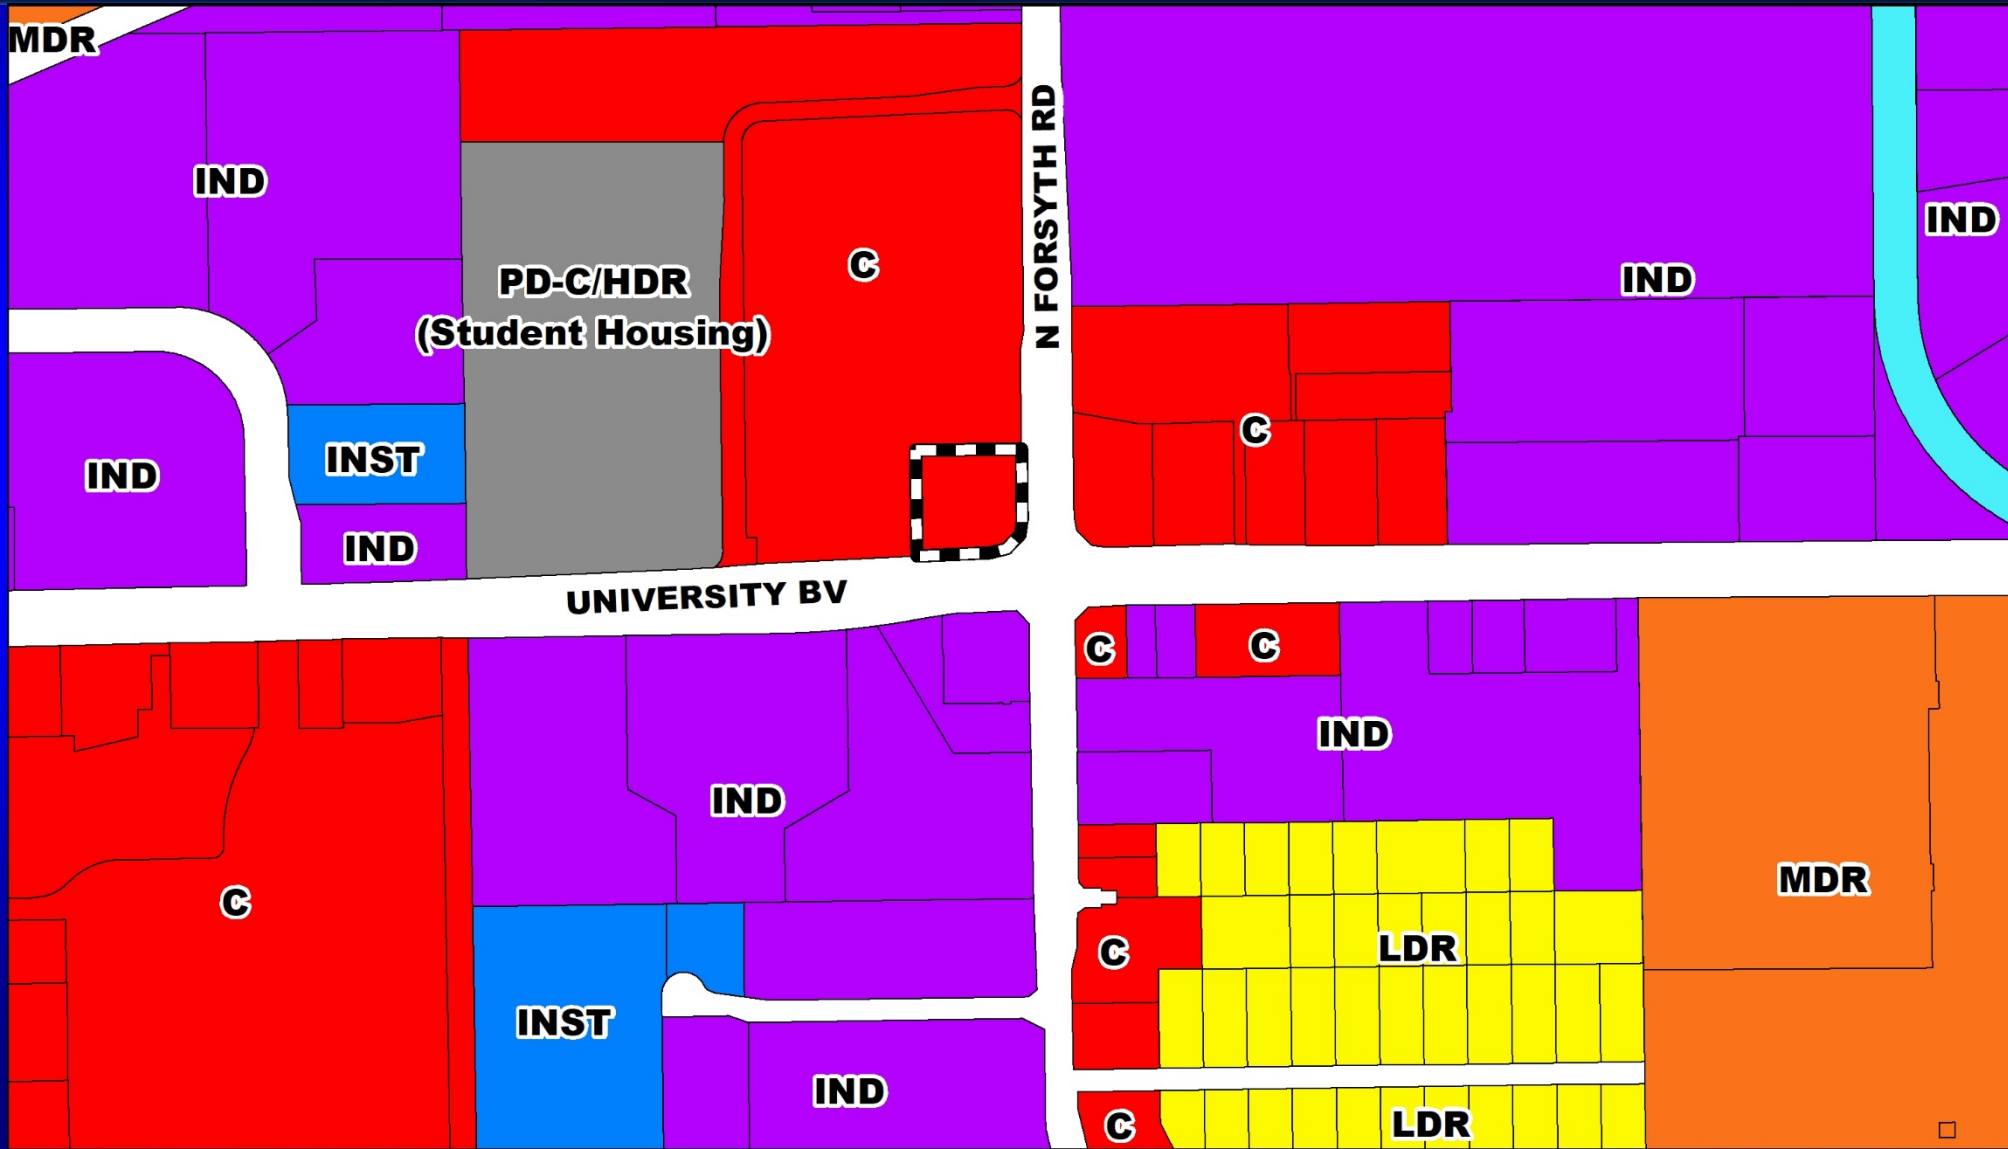 MDR
IND
C
N FORSYTH RD
IND
IND
PD-C/HDR
(Student Housing)
C
INST
IND
IND
UNIVERSITY BV
C
C
IND
IND
MDR
C
C
LDR
INST
IND
C
LDR